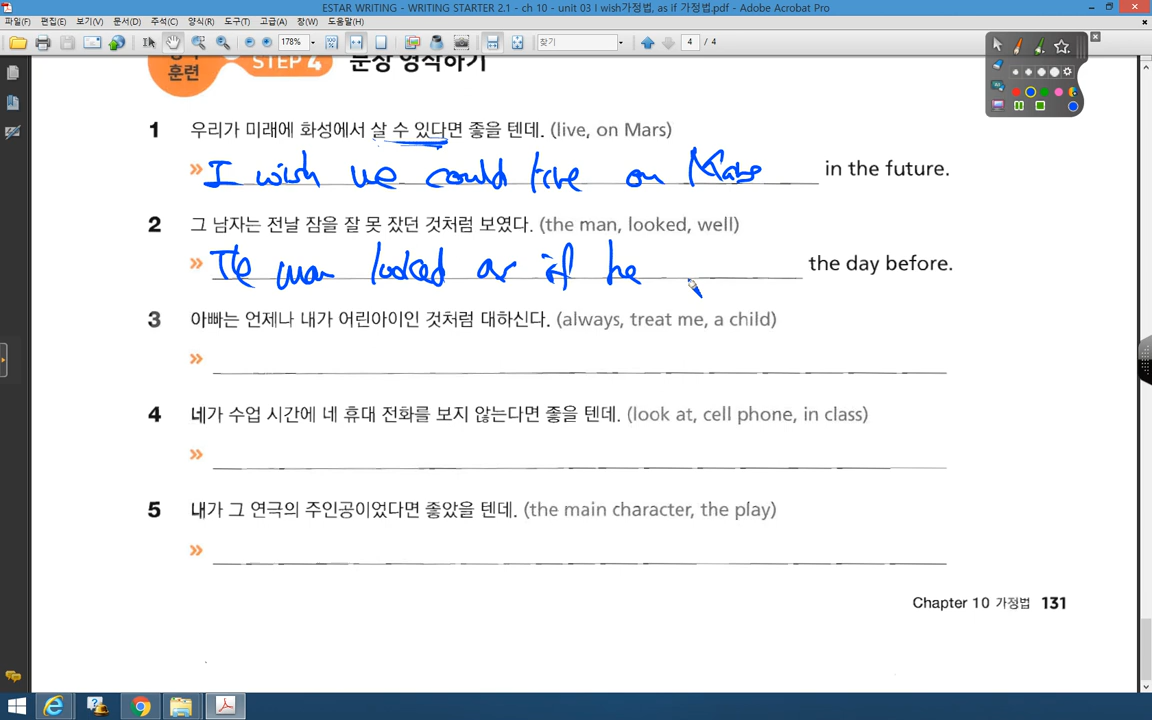 ESTAR WRITING - WRITING STARTER 2.1 - ch 10 - unit 03 I wish가정법, as if 가정법.pdf - Adobe Acrobat Pro
파일(F) 편집(E) 보기(V) 문서(D) 주석(C) 양식(R) 도구(T) 고급(A) 창(W) 도움말(H)
178% 찾기 4 / 4
훈련 STEP 4 문장 영작하기
1 우리가 미래에 화성에서 살 수 있다면 좋을 텐데. (live, on Mars)
» I wish we could live on Mars in the future.
2 그 남자는 전날 잠을 잘 못 잤던 것처럼 보였다. (the man, looked, well)
» The man looked as if he the day before.
3 아빠는 언제나 내가 어린아이인 것처럼 대하신다. (always, treat me, a child)
»
4 네가 수업 시간에 네 휴대 전화를 보지 않는다면 좋을 텐데. (look at, cell phone, in class)
»
5 내가 그 연극의 주인공이었다면 좋았을 텐데. (the main character, the play)
»
Chapter 10 가정법 131